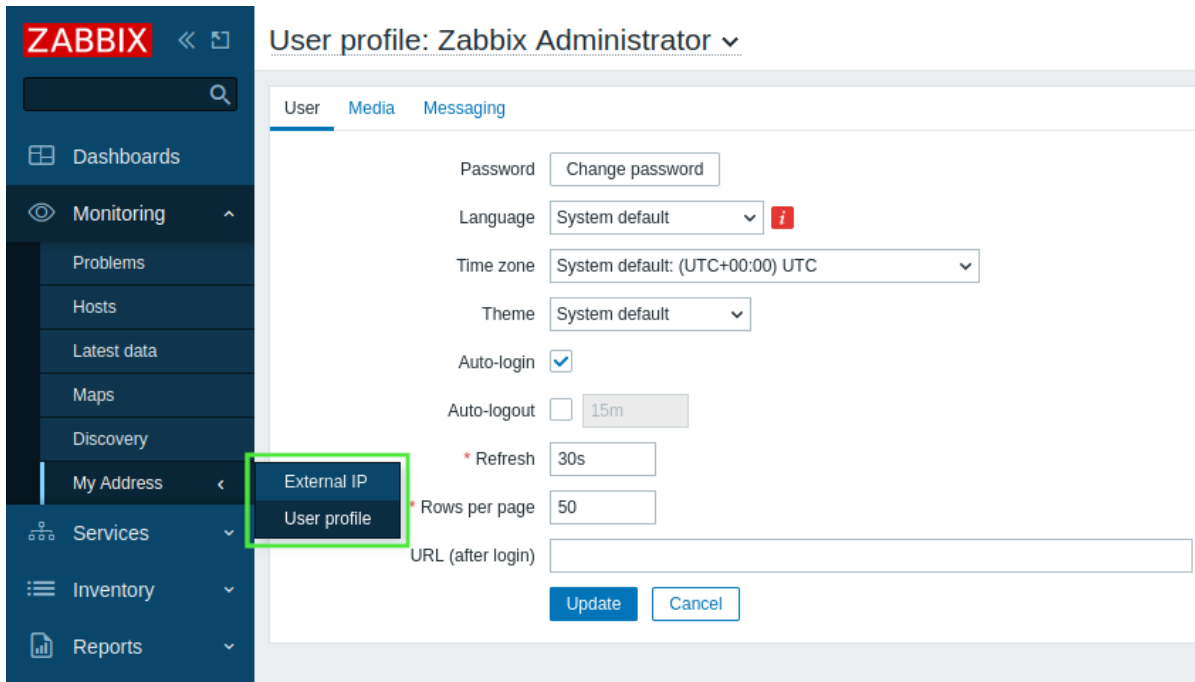 ZABBIX
Dashboards
Monitoring
Problems
Hosts
Latest data
Maps
Discovery
My Address
External IP
User profile
Services
Inventory
Reports
User profile: Zabbix Administrator
User Media Messaging
Password Change password
Language System default i
Time zone System default: (UTC+00:00) UTC
Theme System default
Auto-login
Auto-logout 15m
* Refresh 30s
* Rows per page 50
URL (after login)
Update Cancel